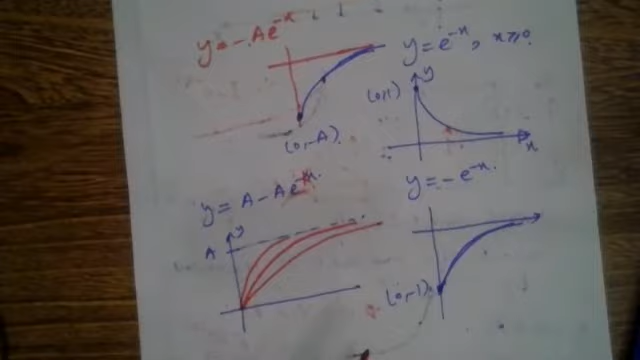 y=-Ae^-x
y=e^-x, x≥0
y
(0,1)
x
(0,-A)
y=A-Ae^-x
y=-e^-x
y
A
(0,-1)